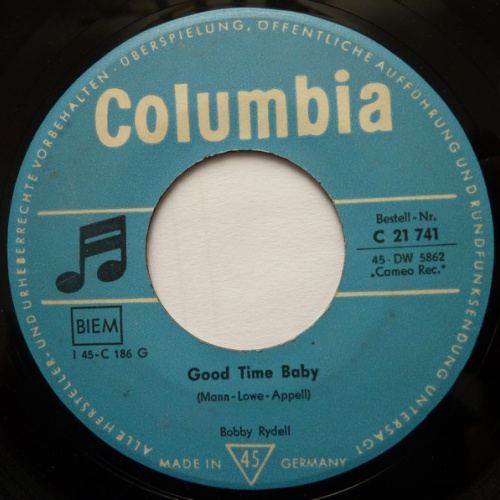 ALLE HERSTELLER- UND URHEBERRECHTE VORBEHALTEN · ÜBERSPIELUNG, ÖFFENTLICHE AUFFÜHRUNG UND RUNDFUNKSENDUNG UNTERSAGT
Columbia
Bestell-Nr.
C 21 741
45-DW 5862
„Cameo Rec."
BIEM
I 45-C 186 G
Good Time Baby
(Mann-Lowe-Appell)
Bobby Rydell
MADE IN 45 GERMANY